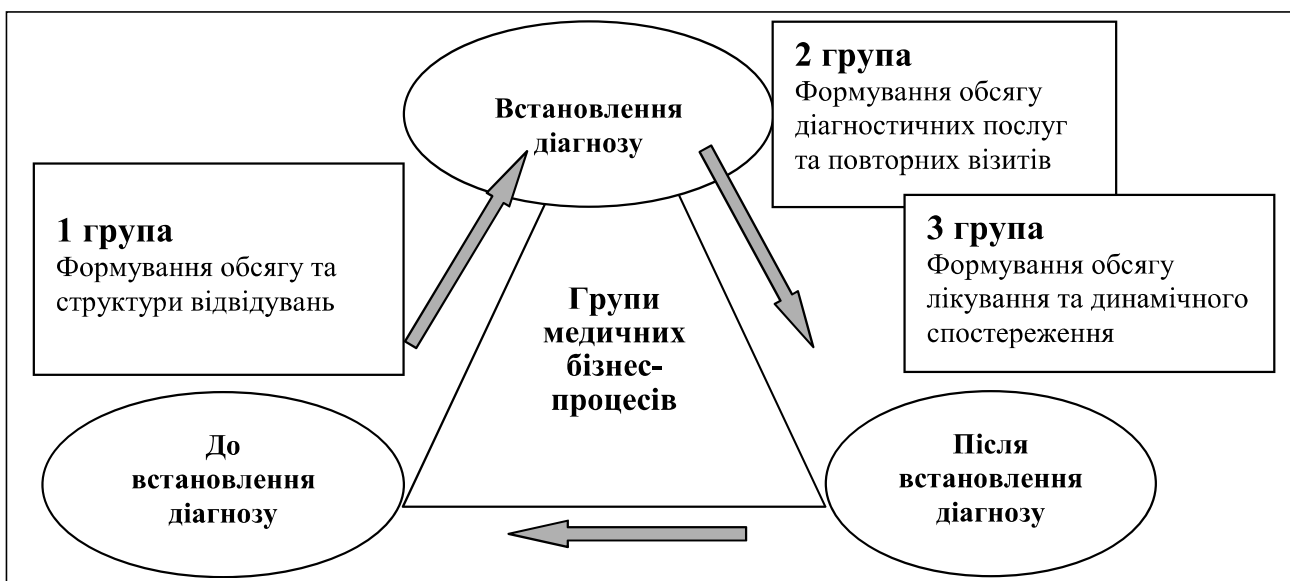 Встановлення
діагнозу
2 група
Формування обсягу
діагностичних послуг
та повторних візитів
1 група
Формування обсягу та
структури відвідувань
3 група
Формування обсягу
лікування та динамічного
спостереження
Групи
медичних
бізнес-
процесів
До
встановлення
діагнозу
Після
встановлення
діагнозу